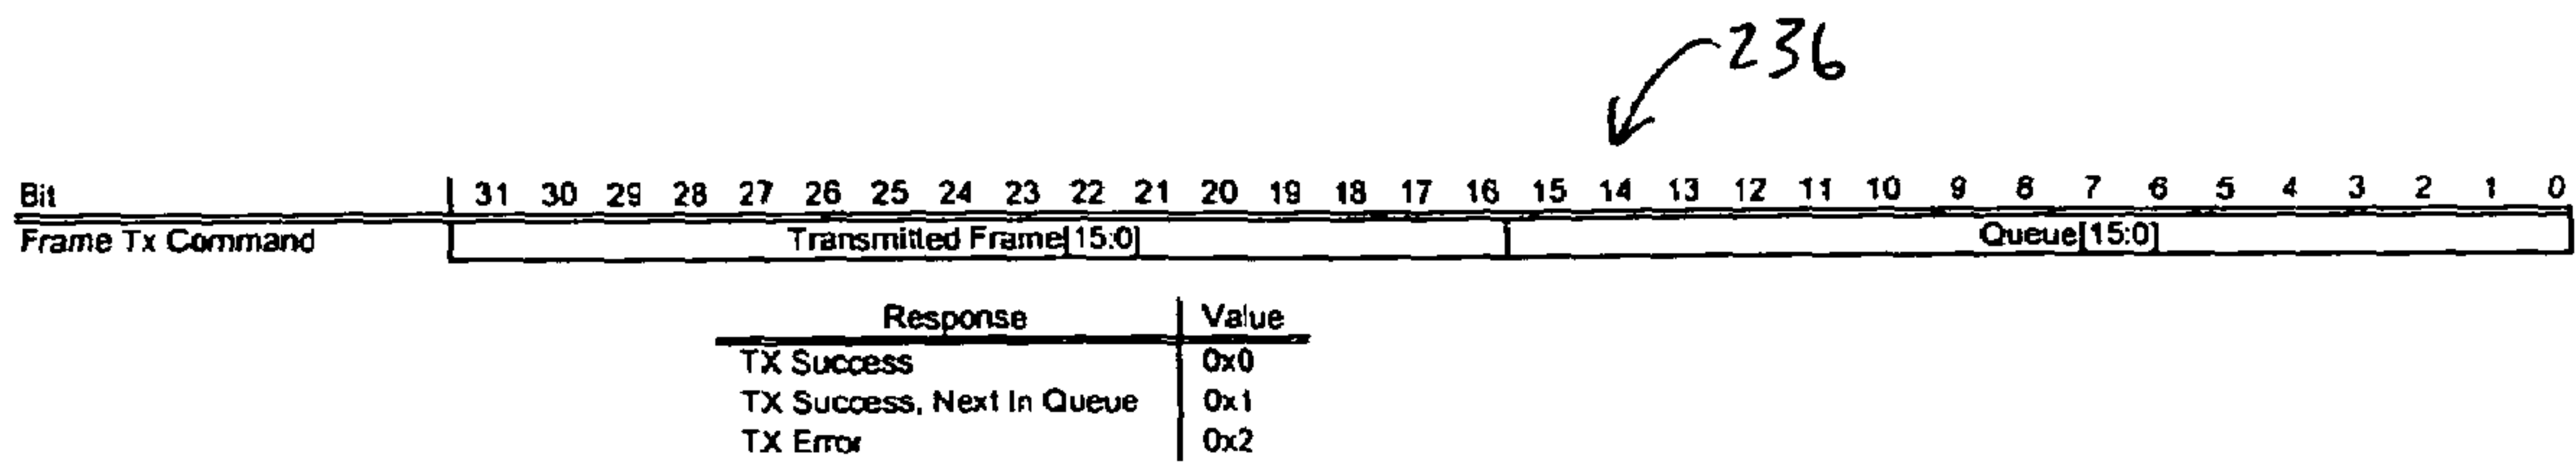 236
Bit 31 30 29 28 27 26 25 24 23 22 21 20 19 18 17 16 15 14 13 12 11 10 9 8 7 6 5 4 3 2 1 0
Frame Tx Command Transmitted Frame[15:0] Queue[15:0]
Response Value
TX Success 0x0
TX Success, Next In Queue 0x1
TX Error 0x2